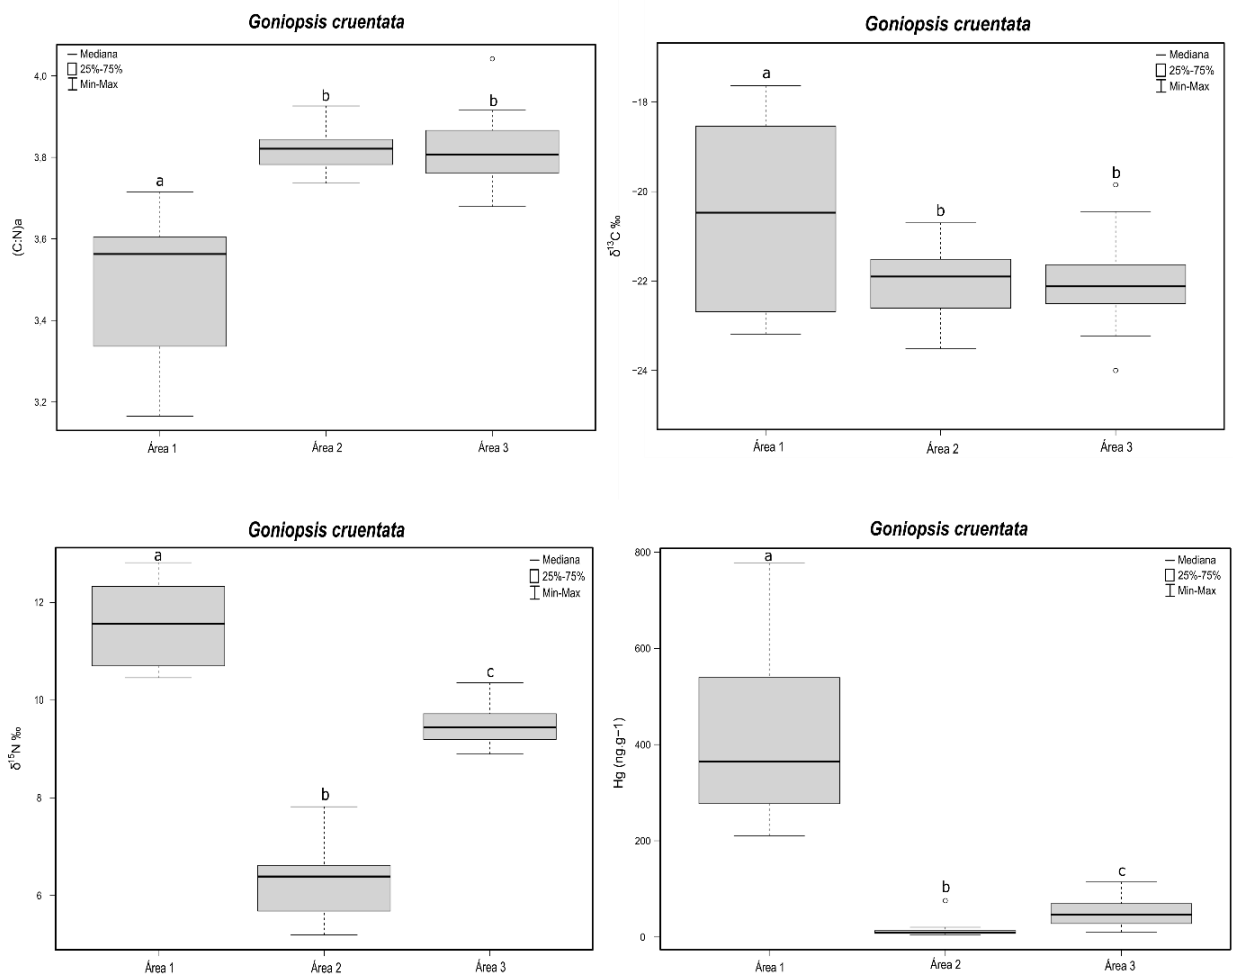 Goniopsis cruentata
Mediana
25%-75%
Min-Max
4.0
3.8
3.6
3.4
3.2
(C:N)a
a
b
b
Área 1
Área 2
Área 3
Goniopsis cruentata
Mediana
25%-75%
Min-Max
−18
−20
−22
−24
δ¹³C ‰
a
b
b
Área 1
Área 2
Área 3
Goniopsis cruentata
Mediana
25%-75%
Min-Max
12
10
8
6
δ¹⁵N ‰
a
b
c
Área 1
Área 2
Área 3
Goniopsis cruentata
Mediana
25%-75%
Min-Max
800
600
400
200
0
Hg (ng.g−1)
a
b
c
Área 1
Área 2
Área 3